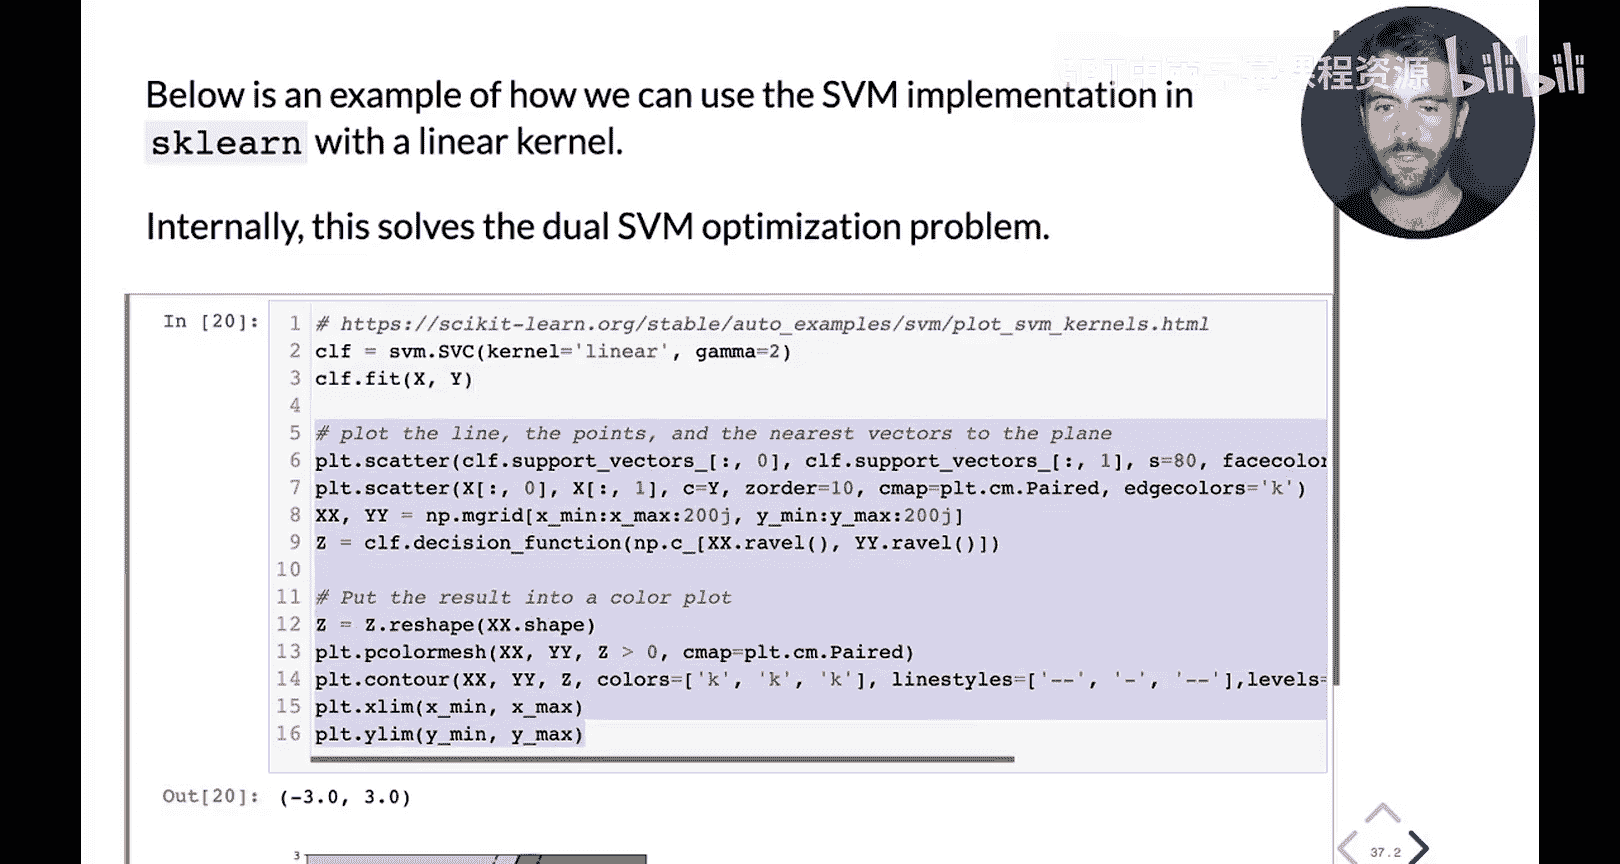 Below is an example of how we can use the SVM implementation in
sklearn with a linear kernel.
Internally, this solves the dual SVM optimization problem.
In [20]:
1 # https://scikit-learn.org/stable/auto_examples/svm/plot_svm_kernels.html
2 clf = svm.SVC(kernel='linear', gamma=2)
3 clf.fit(X, Y)
4
5 # plot the line, the points, and the nearest vectors to the plane
6 plt.scatter(clf.support_vectors_[:, 0], clf.support_vectors_[:, 1], s=80, facecolor
7 plt.scatter(X[:, 0], X[:, 1], c=Y, zorder=10, cmap=plt.cm.Paired, edgecolors='k')
8 XX, YY = np.mgrid[x_min:x_max:200j, y_min:y_max:200j]
9 Z = clf.decision_function(np.c_[XX.ravel(), YY.ravel()])
10
11 # Put the result into a color plot
12 Z = Z.reshape(XX.shape)
13 plt.pcolormesh(XX, YY, Z > 0, cmap=plt.cm.Paired)
14 plt.contour(XX, YY, Z, colors=['k', 'k', 'k'], linestyles=['--', '-', '--'],levels=
15 plt.xlim(x_min, x_max)
16 plt.ylim(y_min, y_max)
Out[20]: (-3.0, 3.0)
3
37.2
课程资源 bilibili